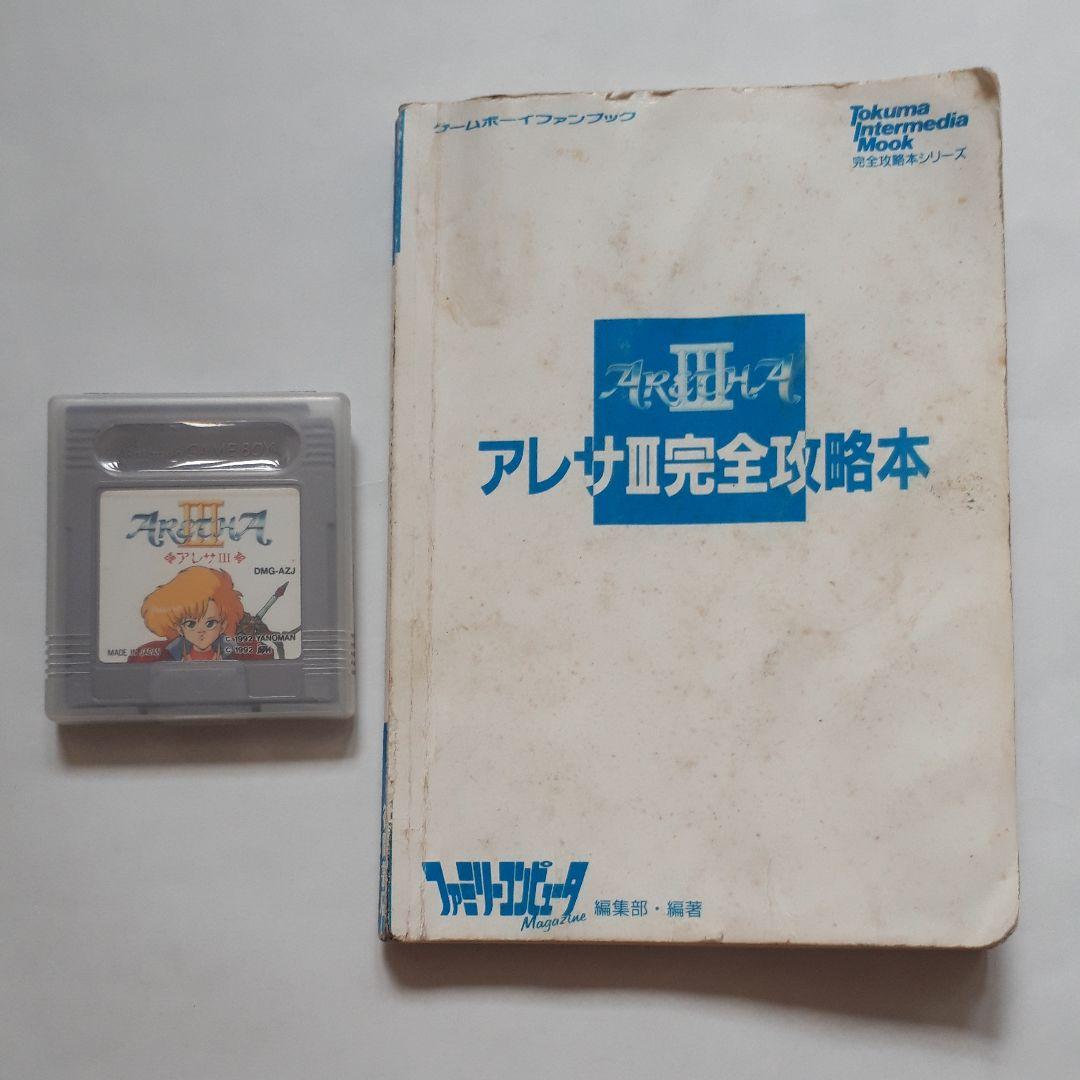 GAME BOY
ARETHA
III
アレサIII
DMG-AZJ
© 1992 YANOMAN
© 1992
MADE IN JAPAN
ゲームボーイファンブック
Tokuma
Intermedia
Mook
完全攻略本シリーズ
ARETHA
III
アレサⅢ完全攻略本
ファミリーコンピュータ
Magazine
編集部・編著